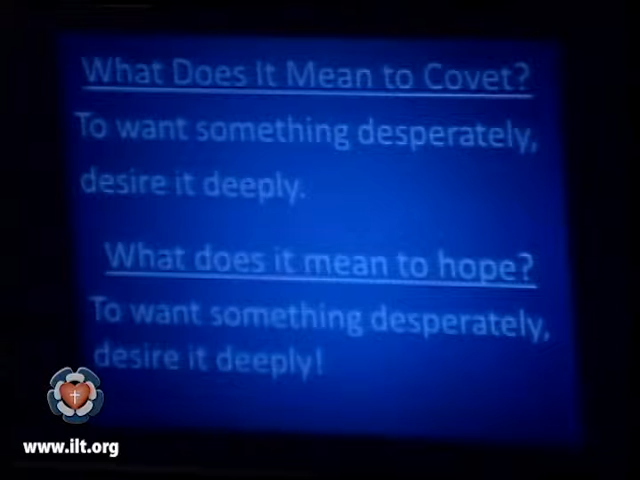 What Does it Mean to Covet?
To want something desperately,
desire it deeply.
What does it mean to hope?
To want something desperately,
desire it deeply!
www.ilt.org